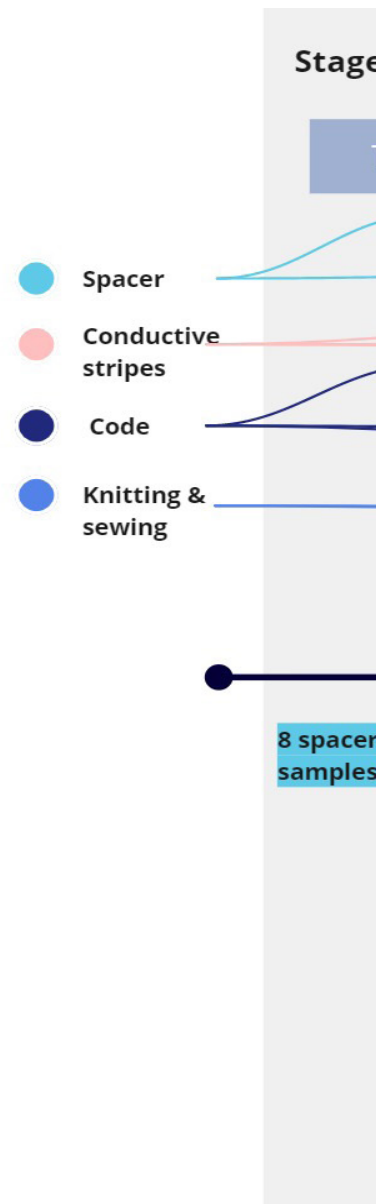 Stage
Spacer
Conductive
stripes
Code
Knitting &
sewing
8 spacer
samples